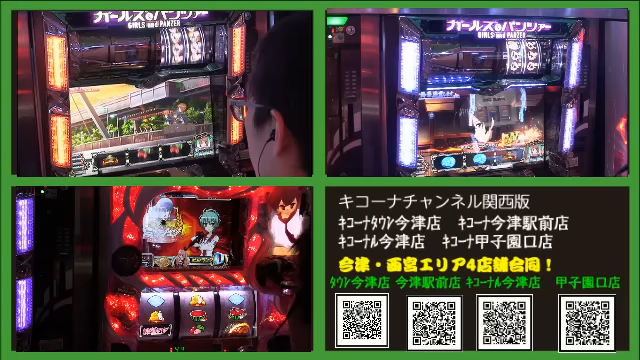 ガールズ&パンツァー
GIRLS und PANZER
ガールズ&パンツァー
GIRLS und PANZER
キコーナチャンネル関西版
ｷｺｰﾅﾀｳﾝ今津店 ｷｺｰﾅ今津駅前店
ｷｺｰﾅﾙ今津店 ｷｺｰﾅ甲子園口店
今津・西宮エリア4店舗合同！
ﾀｳﾝ今津店 今津駅前店 ｷｺｰﾅﾙ今津店 甲子園口店